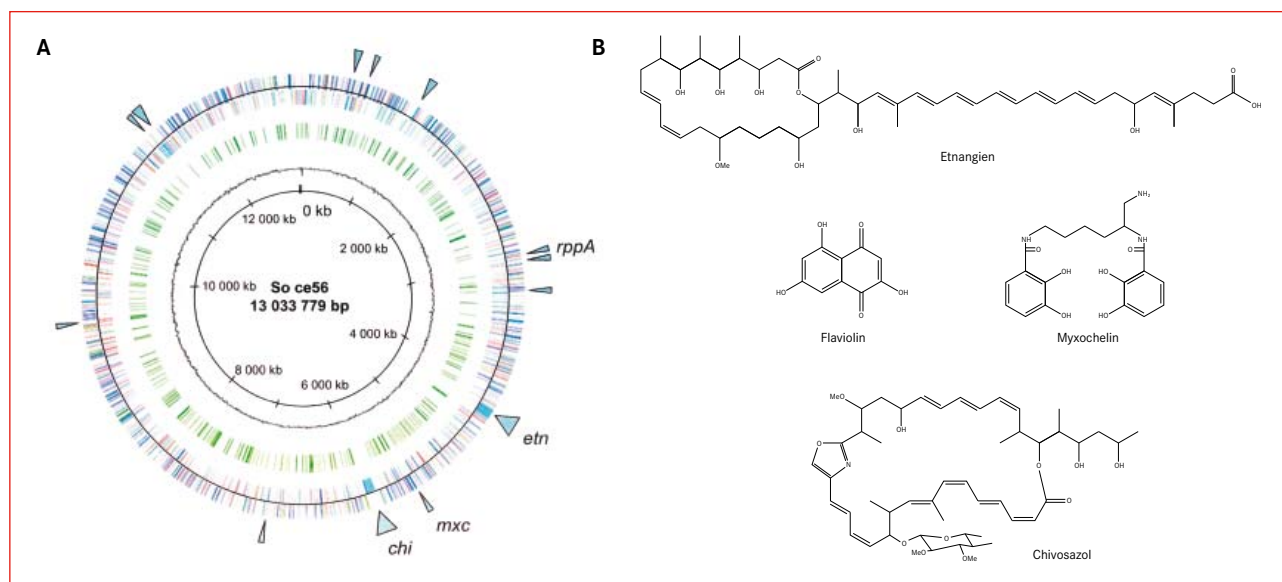 A
B
0 kb
2 000 kb
4 000 kb
6 000 kb
8 000 kb
10 000 kb
12 000 kb
So ce56
13 033 779 bp
rppA
etn
mxc
chi
OH
OH
OH
O
O
OMe
OH
OH
OH
O
OH
Etnangien
OH
O
HO
OH
O
Flaviolin
NH₂
NH
O
NH
O
OH
OH
HO
HO
Myxochelin
MeO
OH
O
N
O
OH
OH
O
O
O
MeO
OMe
Chivosazol